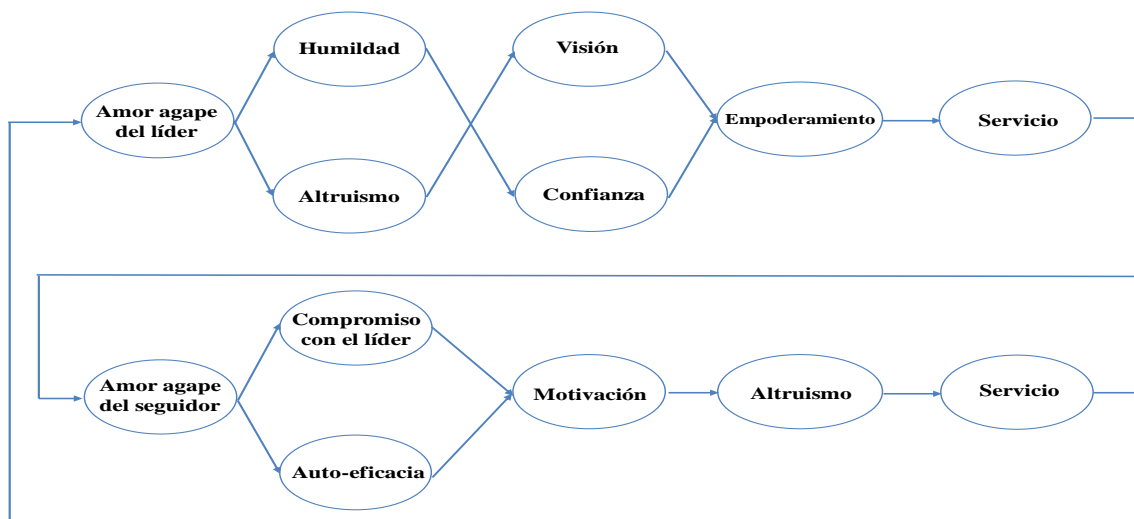 Humildad
Visión
Amor agape
del líder
Empoderamiento
Servicio
Altruismo
Confianza
Compromiso
con el líder
Amor agape
del seguidor
Motivación
Altruismo
Servicio
Auto-eficacia